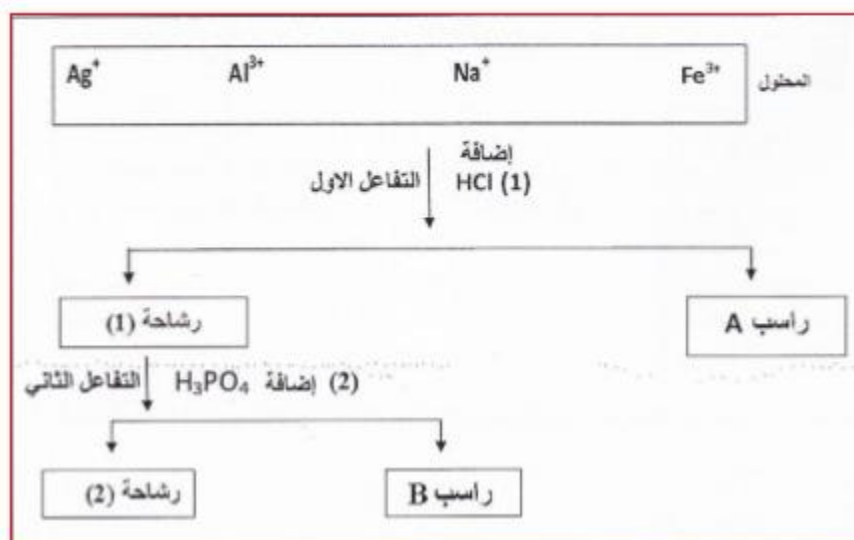 Ag⁺ Al³⁺ Na⁺ Fe³⁺ المحلول
إضافة
HCl (1) التفاعل الاول
رشاحة (1)
راسب A
(2) إضافة H₃PO₄ التفاعل الثاني
رشاحة (2)
راسب B